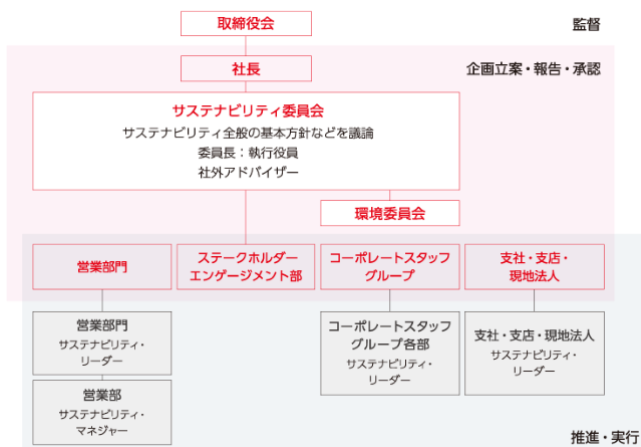 取締役会
監督
社長
企画立案・報告・承認
サステナビリティ委員会
サステナビリティ全般の基本方針などを議論
委員長：執行役員
社外アドバイザー
環境委員会
営業部門
ステークホルダー
エンゲージメント部
コーポレートスタッフ
グループ
支社・支店・
現地法人
営業部門
サステナビリティ・
リーダー
コーポレートスタッフ
グループ各部
サステナビリティ・
リーダー
支社・支店・現地法人
サステナビリティ・
リーダー
営業部
サステナビリティ・
マネジャー
推進・実行